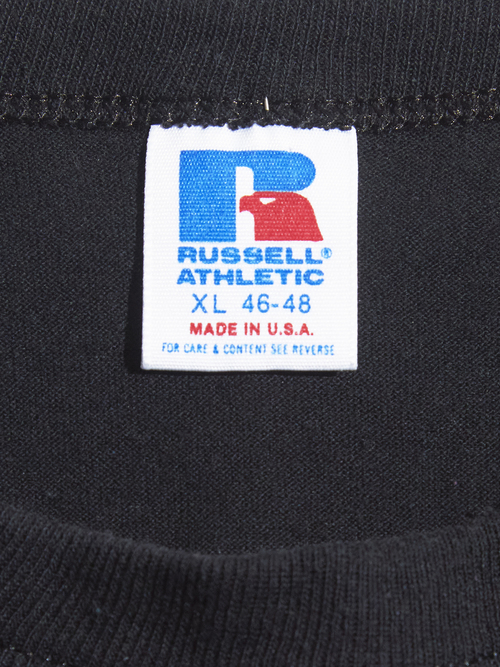 RUSSELL®
ATHLETIC
XL 46-48
MADE IN U.S.A.
FOR CARE & CONTENT SEE REVERSE